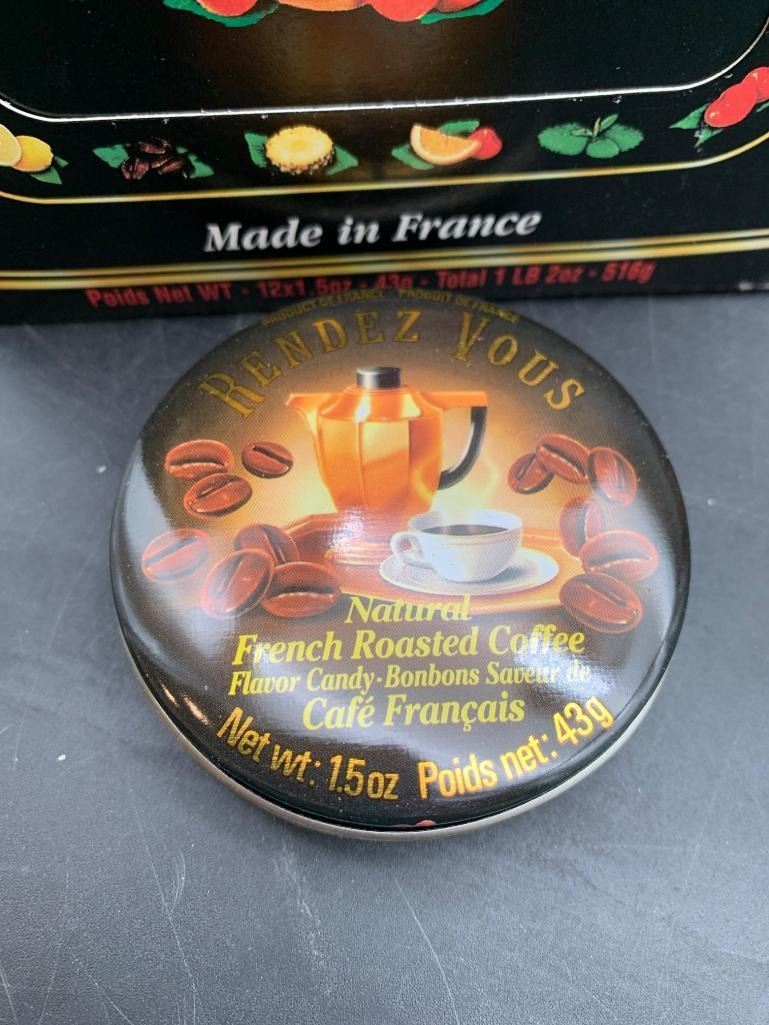 Made in France
Poids Net WT - 12x1.5oz - 43g - Total 1 LB 2oz - 516g
PRODUCT OF FRANCE · PRODUIT DE FRANCE
RENDEZ VOUS
Natural
French Roasted Coffee
Flavor Candy-Bonbons Saveur de
Café Français
Net wt: 1.5oz Poids net: 43g